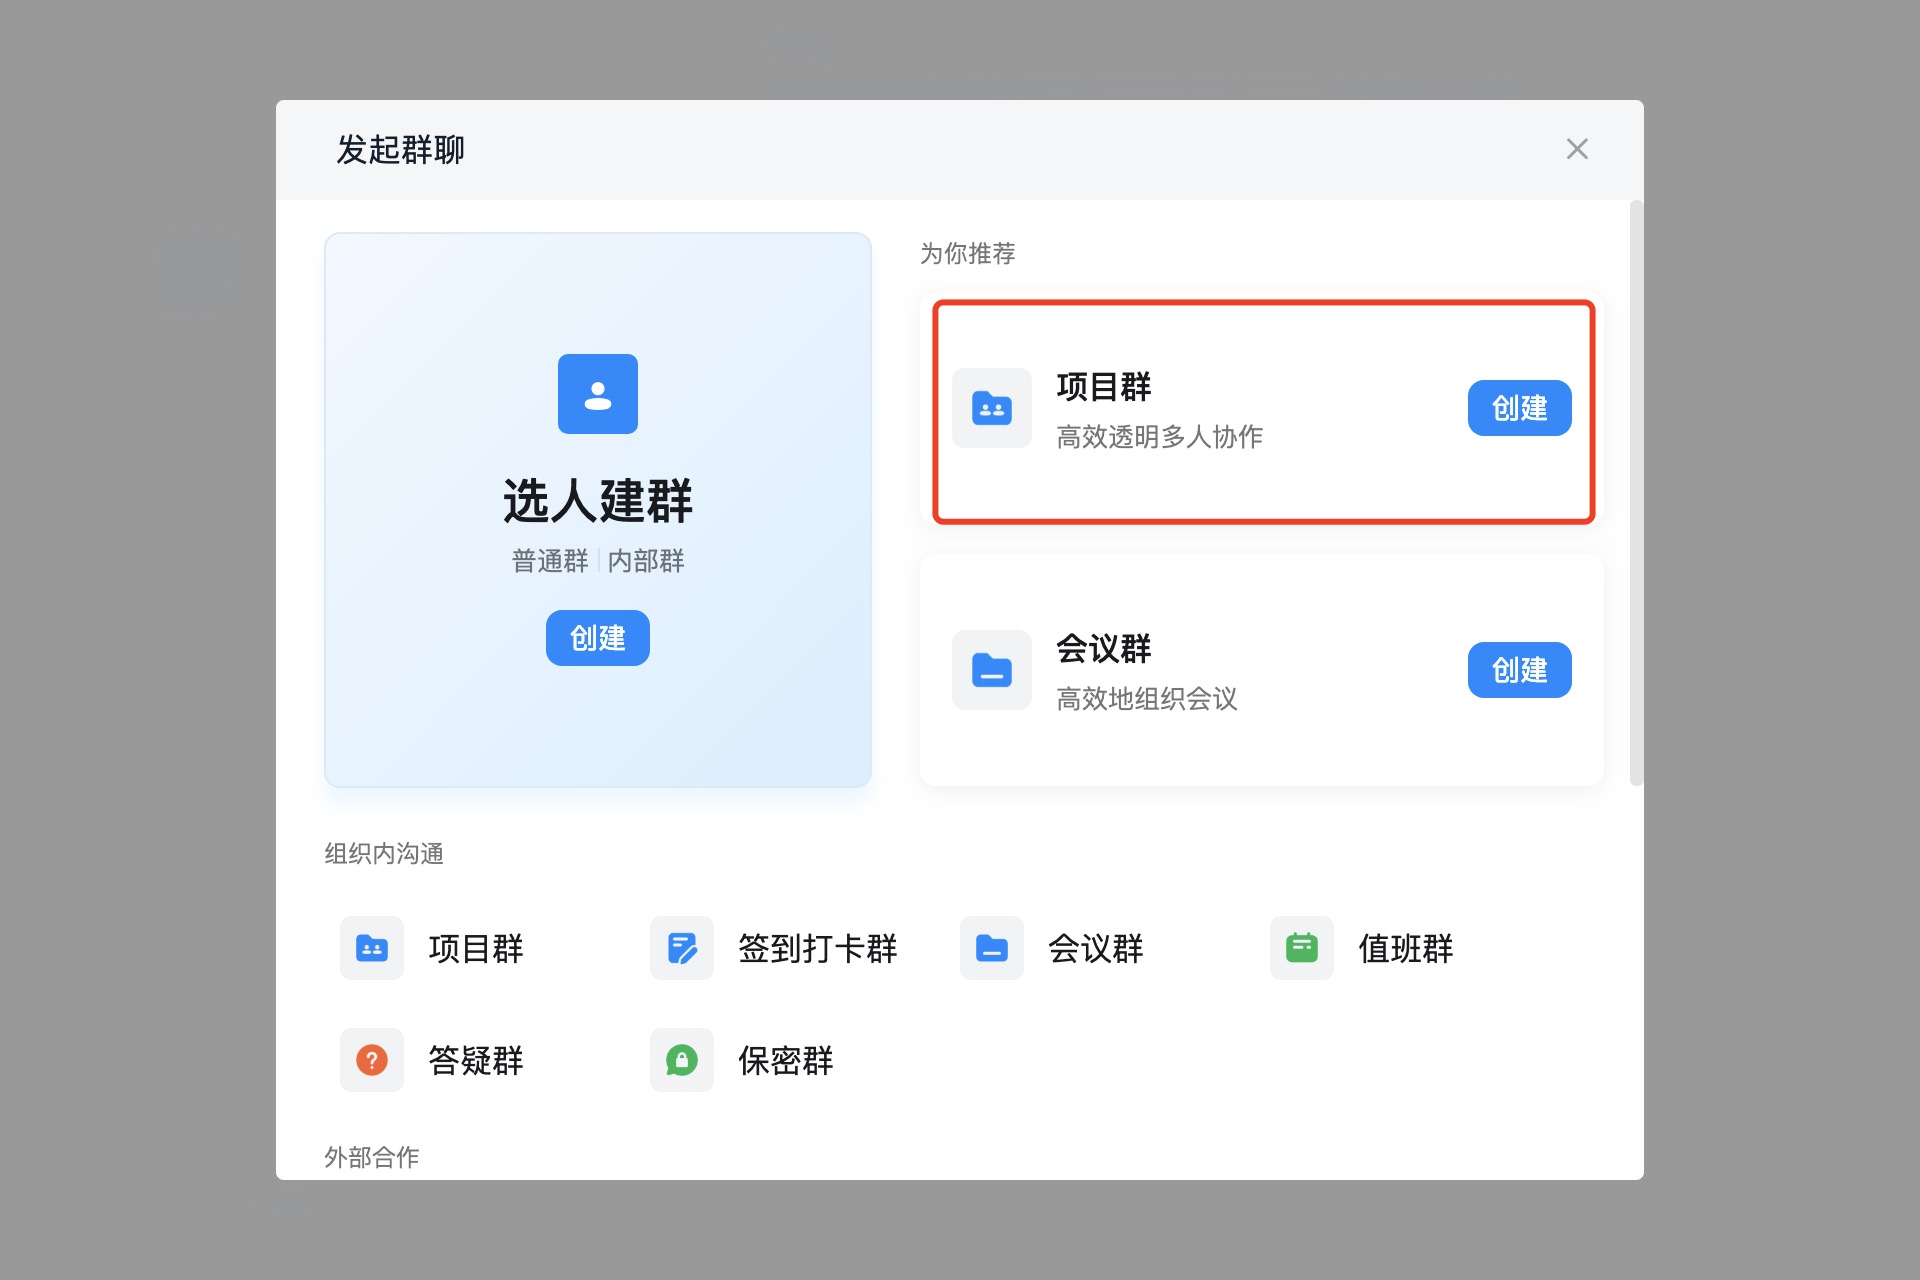 发起群聊
选人建群
普通群 | 内部群
创建
为你推荐
项目群
高效透明多人协作
创建
会议群
高效地组织会议
创建
组织内沟通
项目群
签到打卡群
会议群
值班群
答疑群
保密群
外部合作